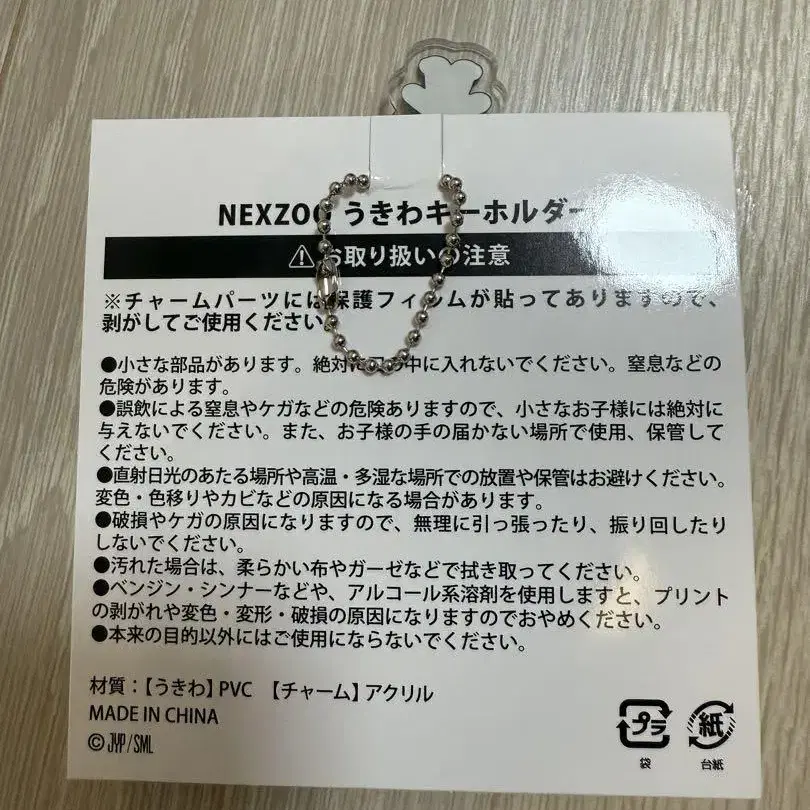 NEXZOO うきわキーホルダー
お取り扱いの注意
※チャームパーツには保護フィルムが貼ってありますので、
剥がしてご使用ください。
●小さな部品があります。絶対に口の中に入れないでください。窒息などの
危険があります。
●誤飲による窒息やケガなどの危険ありますので、小さなお子様には絶対に
与えないでください。また、お子様の手の届かない場所で使用、保管して
ください。
●直射日光のあたる場所や高温・多湿な場所での放置や保管はお避けください。
変色・色移りやカビなどの原因になる場合があります。
●破損やケガの原因になりますので、無理に引っ張ったり、振り回したり
しないでください。
●汚れた場合は、柔らかい布やガーゼなどで拭き取ってください。
●ベンジン・シンナーなどや、アルコール系溶剤を使用しますと、プリント
の剥がれや変色・変形・破損の原因になりますのでおやめください。
●本来の目的以外にはご使用にならないでください。
材質：【うきわ】PVC 【チャーム】アクリル
MADE IN CHINA
©JYP/SML
プラ 紙
袋 台紙